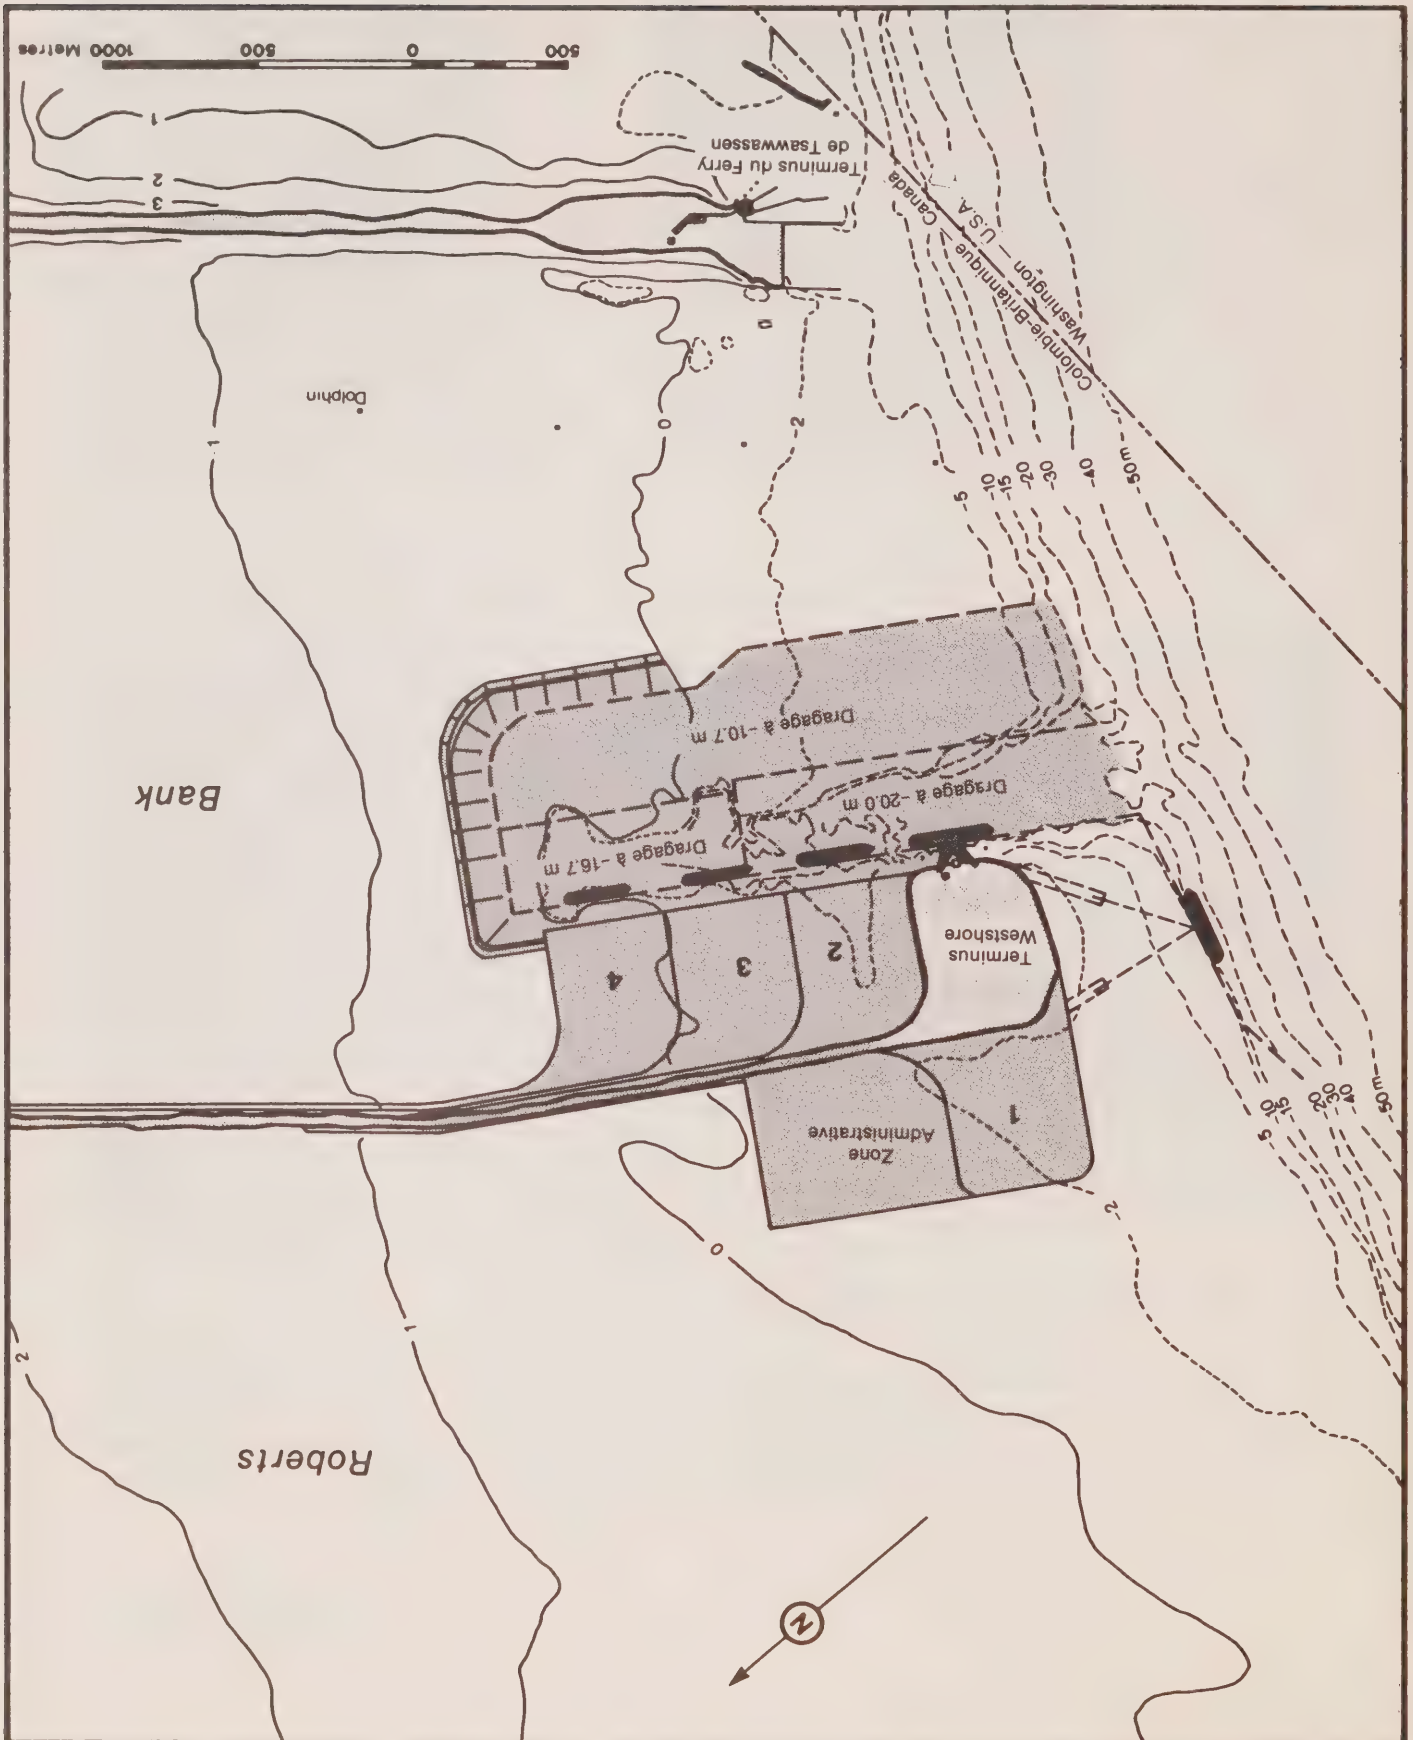 N
Roberts
2
1
0
-2
Zone
Administrative
1
-5
-10
-15
-20
-30
-40
-50m
Terminus
Westshore
2
3
4
Dragage à -16.7 m
Dragage à -20.0 m
Dragage à -10.7 m
Bank
-5
-10
-15
-20
-30
-40
-50m
-2
0
1
Dolphin
Colombie-Britannique Canada
Washington — U.S.A.
Terminus du Ferry
de Tsawwassen
3
2
1
500 0 500 1000 Metres